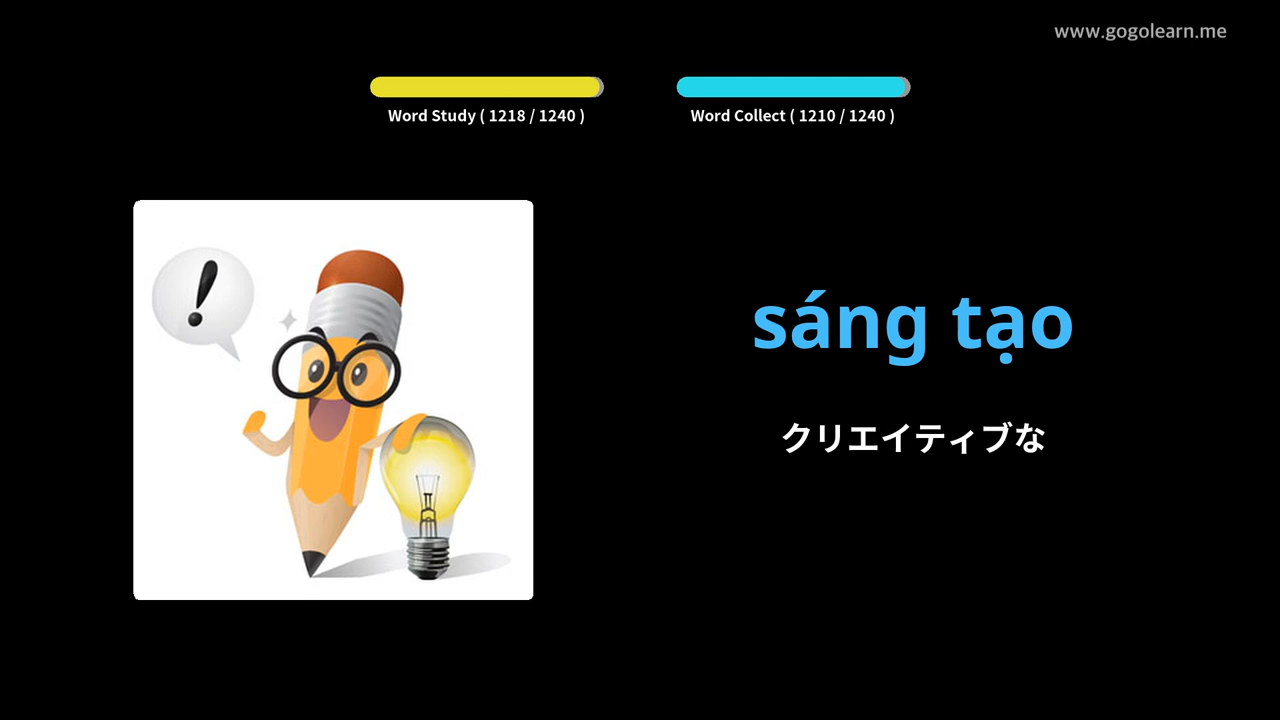 www.gogolearn.me
Word Study ( 1218 / 1240 )
Word Collect ( 1210 / 1240 )
!
sáng tạo
クリエイティブな